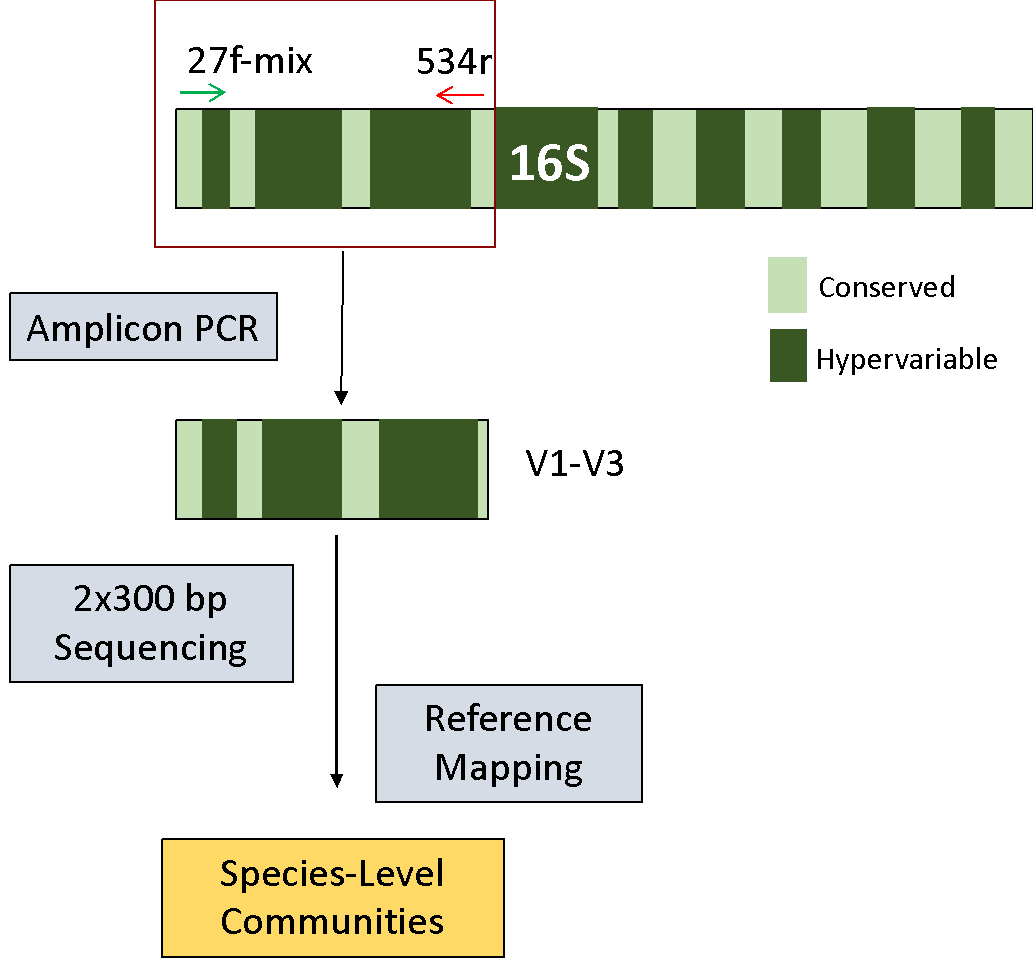 27f-mix
534r
16S
Conserved
Hypervariable
Amplicon PCR
V1-V3
2x300 bp
Sequencing
Reference
Mapping
Species-Level
Communities